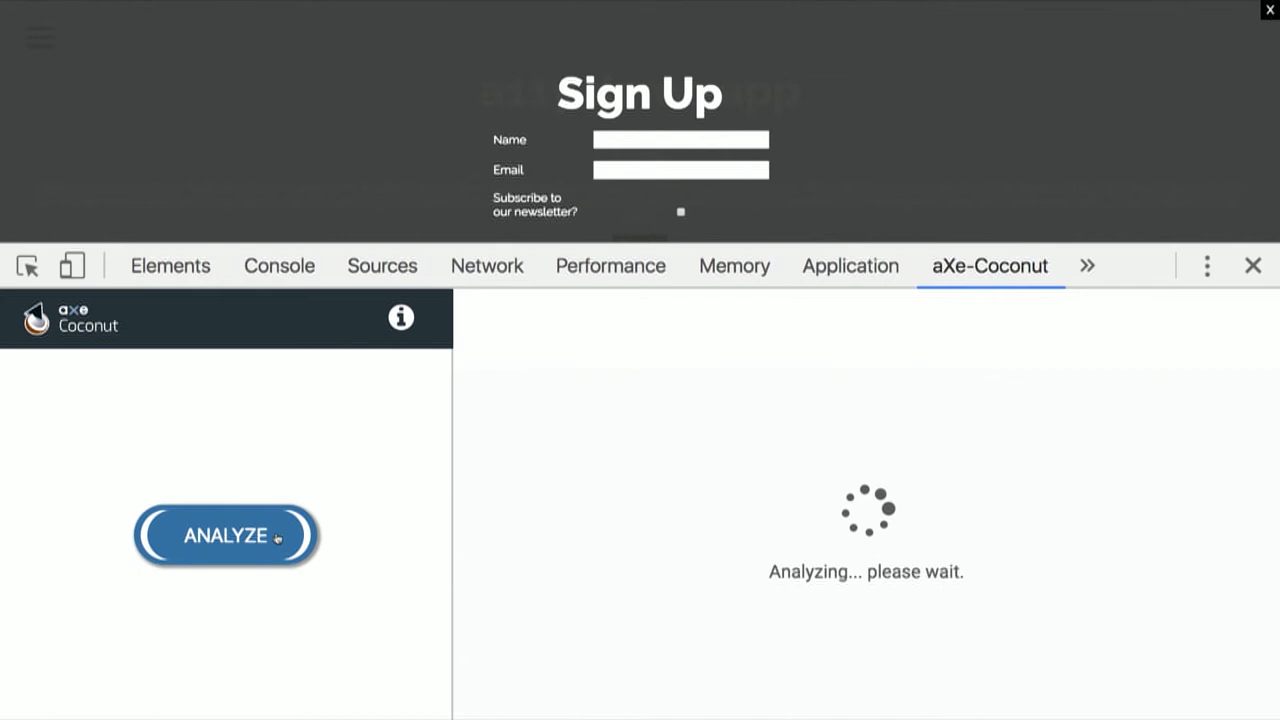 X
Sign Up
Name
Email
Subscribe to
our newsletter?
Elements Console Sources Network Performance Memory Application aXe-Coconut »
axe
Coconut
ANALYZE
Analyzing... please wait.